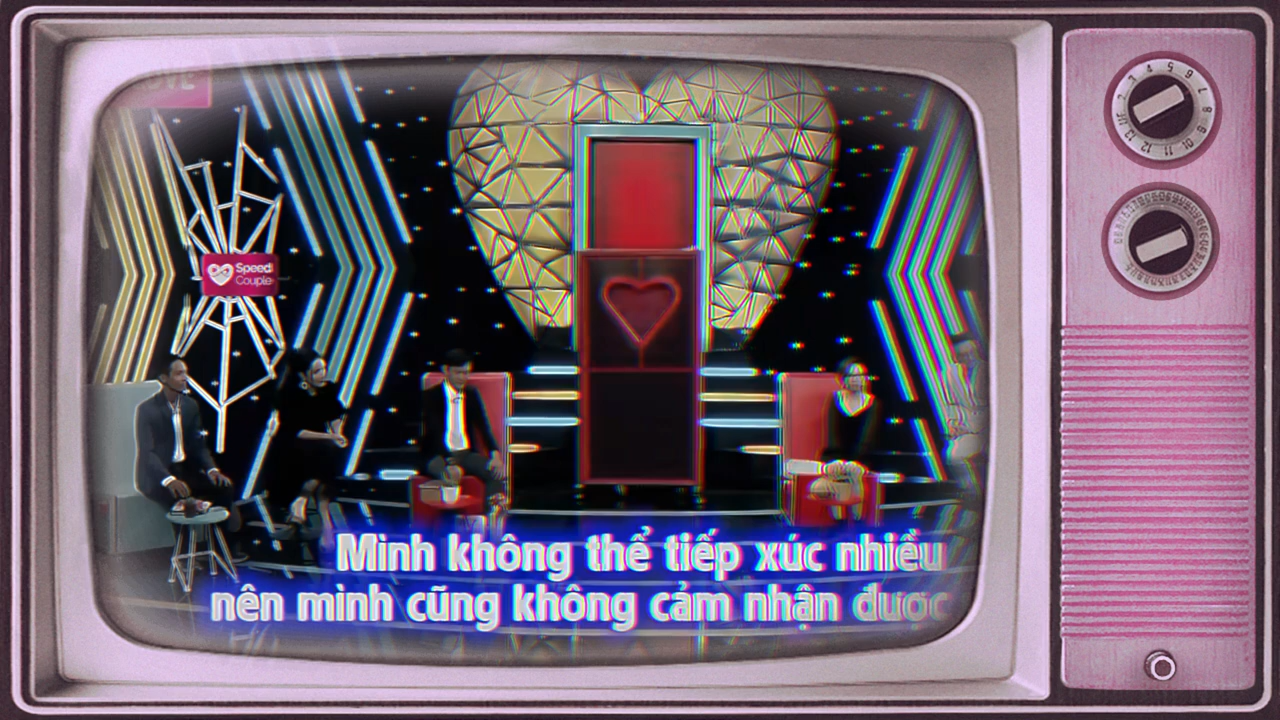 Speed
Couple
Mình không thể tiếp xúc nhiều
nên mình cũng không cảm nhận được